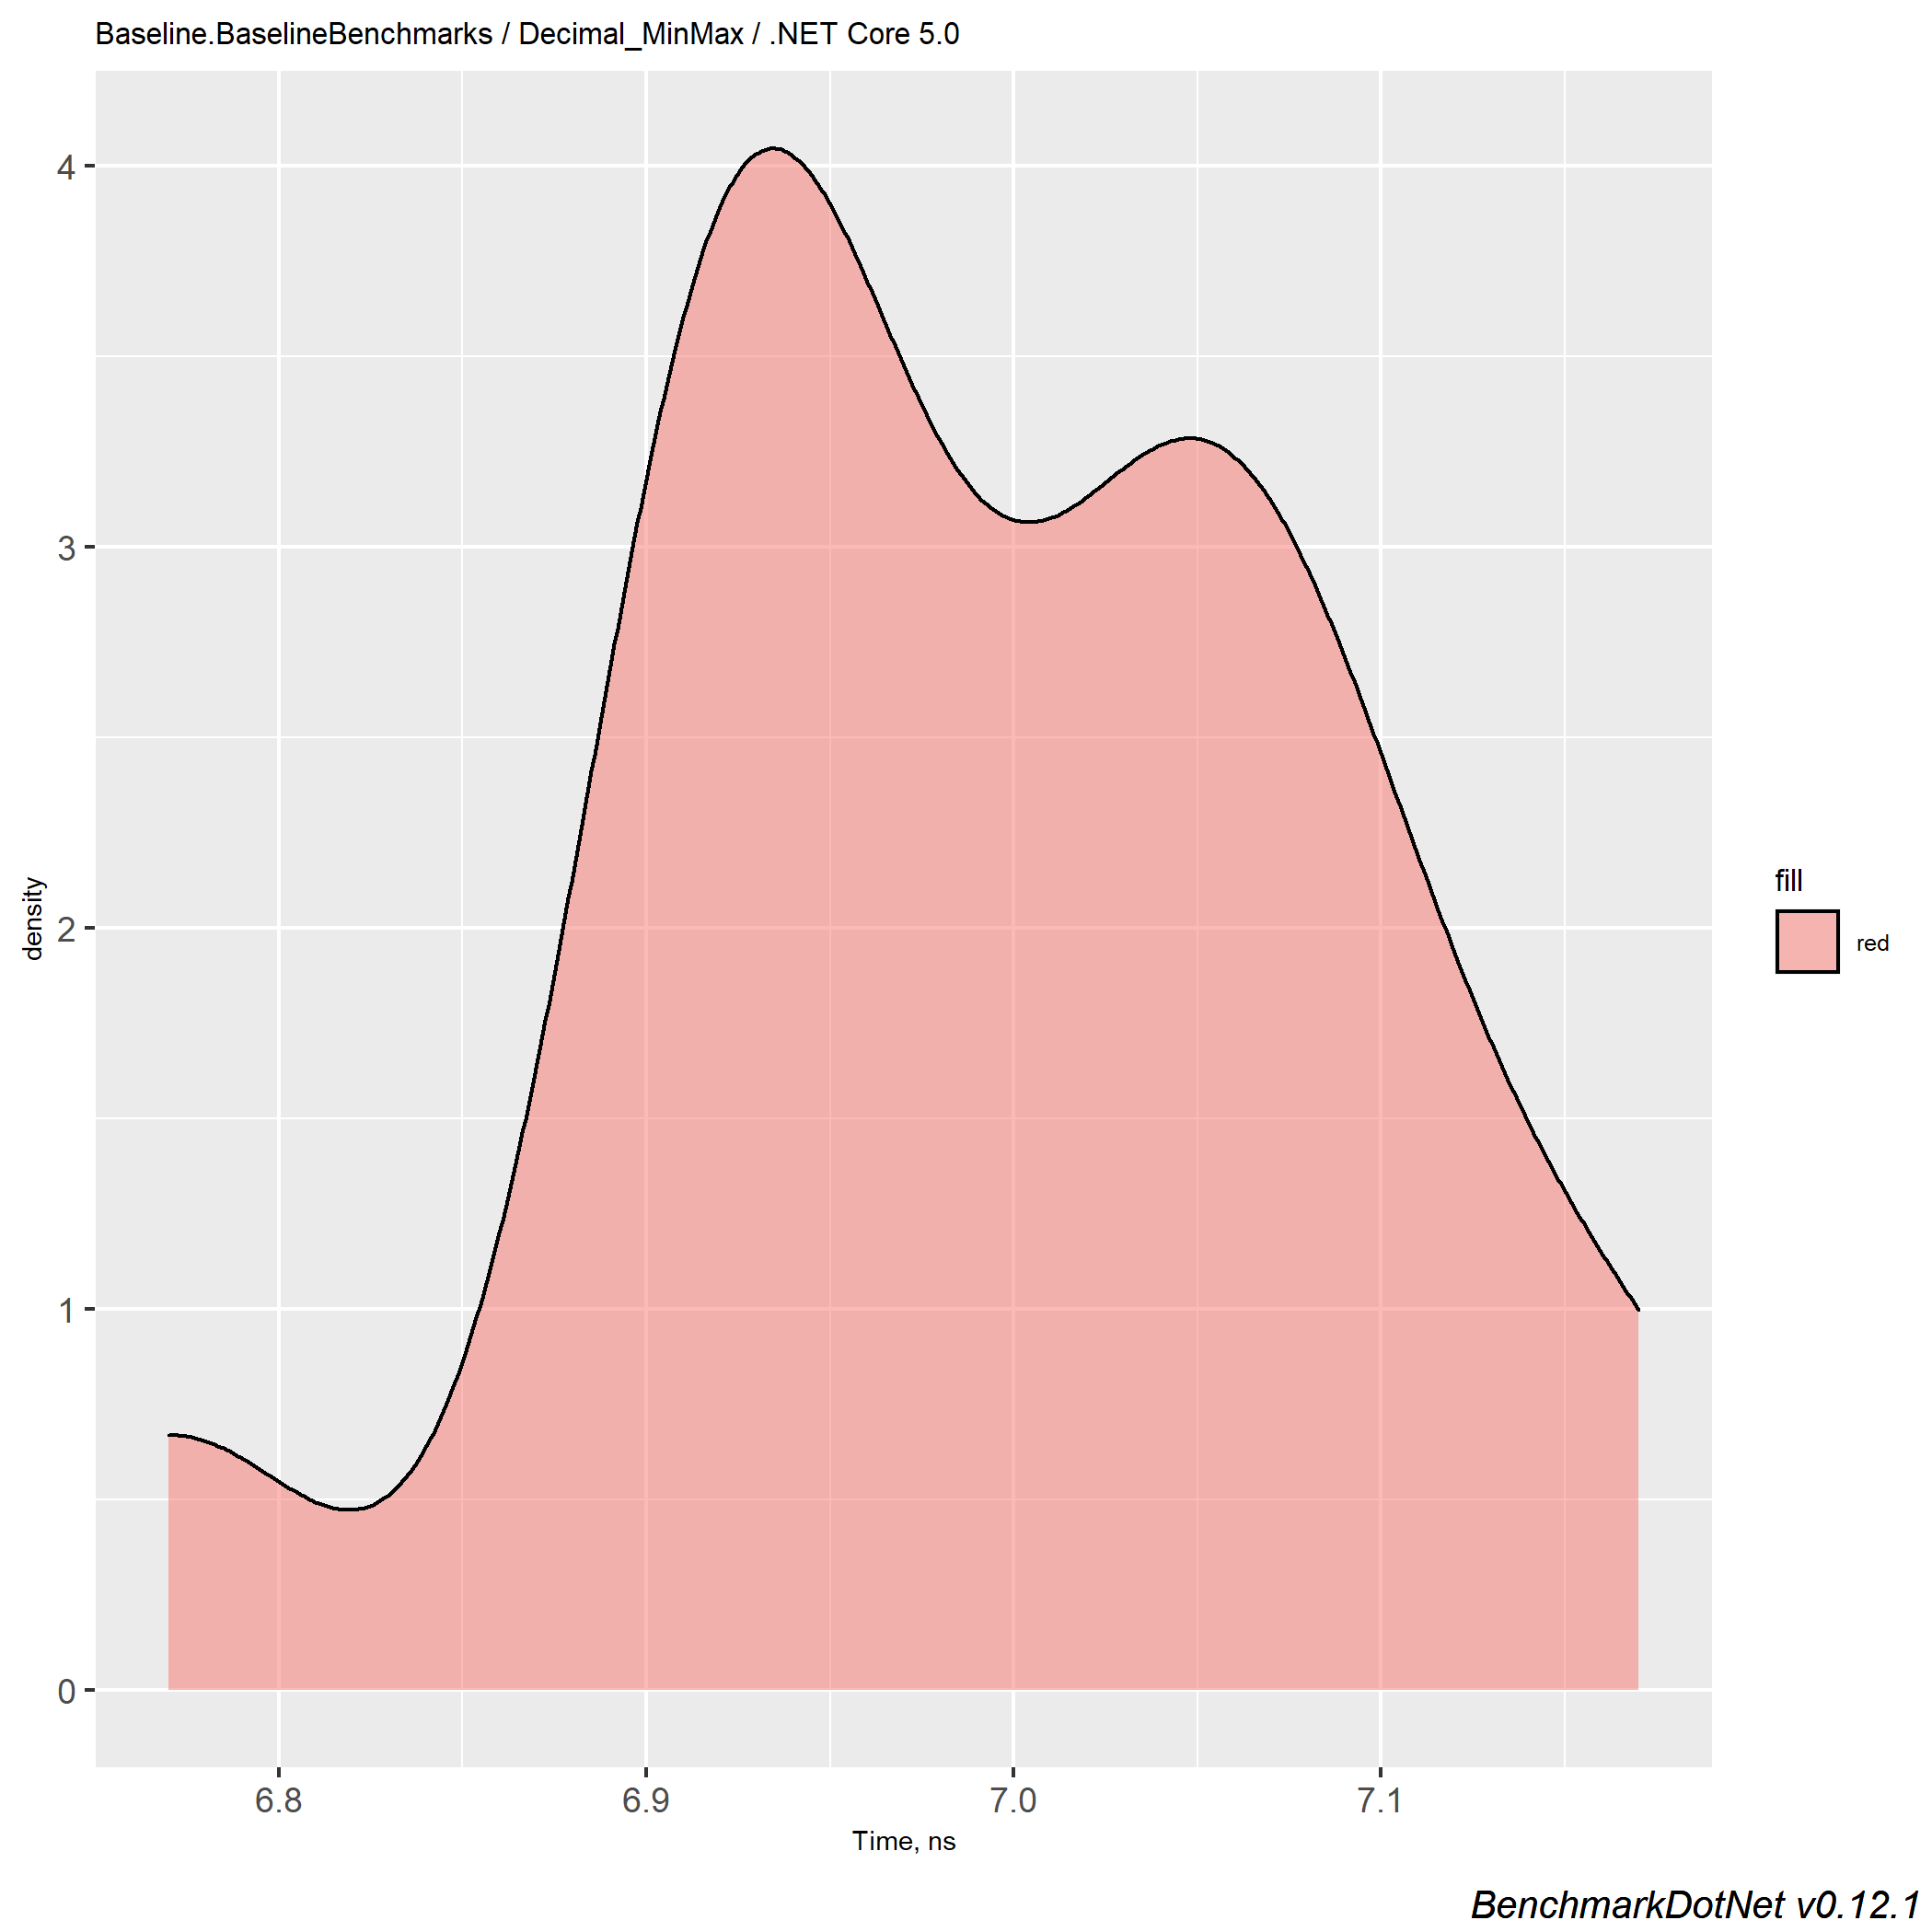 Baseline.BaselineBenchmarks / Decimal_MinMax / .NET Core 5.0
4
3
2
1
0
density
6.8 6.9 7.0 7.1
Time, ns
fill
red
BenchmarkDotNet v0.12.1